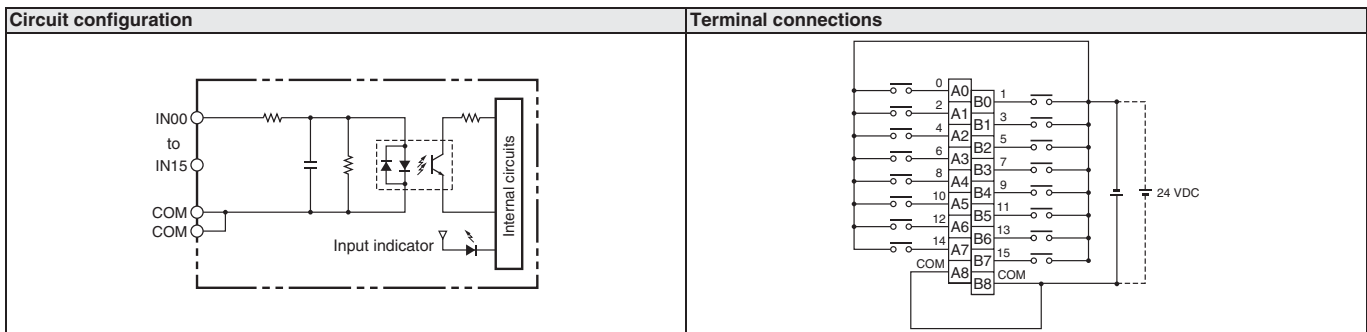 Circuit configuration
Terminal connections
IN00
to
IN15
COM
COM
Input indicator
Internal circuits
0 A0
B0 1
2 A1
B1 3
4 A2
B2 5
6 A3
B3 7
8 A4
B4 9
10 A5
B5 11
12 A6
B6 13
14 A7
B7 15
COM A8
B8 COM
24 VDC